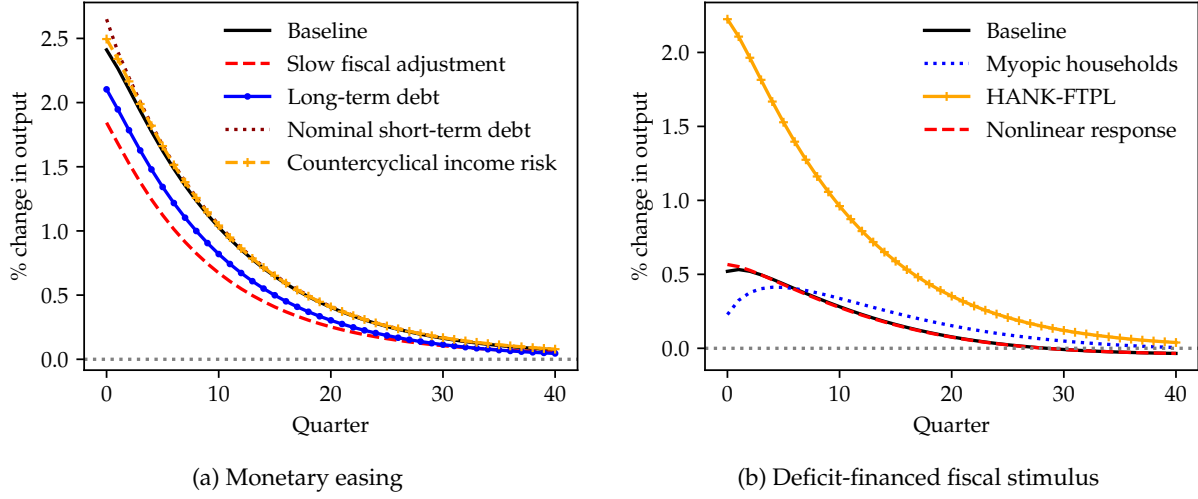 % change in output
2.5
2.0
1.5
1.0
0.5
0.0
Baseline
Slow fiscal adjustment
Long-term debt
Nominal short-term debt
Countercyclical income risk
0
10
20
30
40
Quarter
(a) Monetary easing
% change in output
2.0
1.5
1.0
0.5
0.0
Baseline
Myopic households
HANK-FTPL
Nonlinear response
0
10
20
30
40
Quarter
(b) Deficit-financed fiscal stimulus